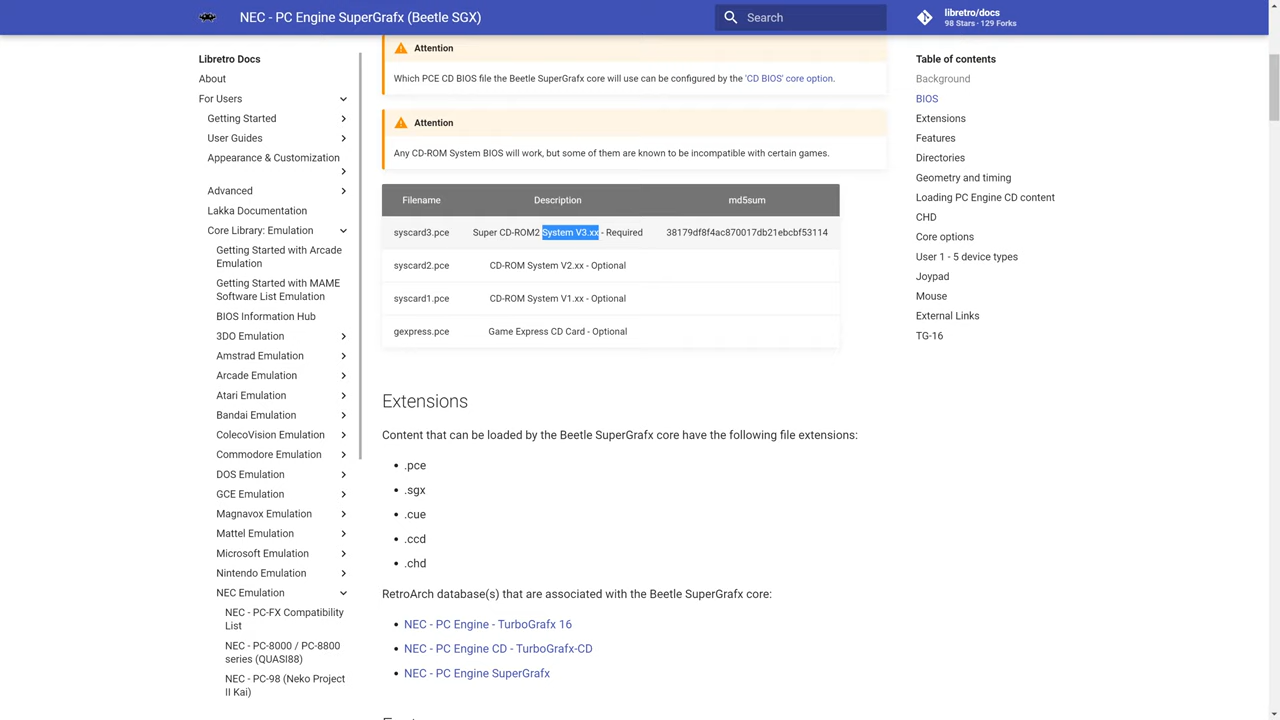 NEC - PC Engine SuperGrafx (Beetle SGX)
Search
libretro/docs
98 Stars · 129 Forks
Libretro Docs
About
For Users
Getting Started
User Guides
Appearance & Customization
Advanced
Lakka Documentation
Core Library: Emulation
Getting Started with Arcade
Emulation
Getting Started with MAME
Software List Emulation
BIOS Information Hub
3DO Emulation
Amstrad Emulation
Arcade Emulation
Atari Emulation
Bandai Emulation
ColecoVision Emulation
Commodore Emulation
DOS Emulation
GCE Emulation
Magnavox Emulation
Mattel Emulation
Microsoft Emulation
Nintendo Emulation
NEC Emulation
NEC - PC-FX Compatibility
List
NEC - PC-8000 / PC-8800
series (QUASI88)
NEC - PC-98 (Neko Project
II Kai)
Attention
Which PCE CD BIOS file the Beetle SuperGrafx core will use can be configured by the 'CD BIOS' core option.
Attention
Any CD-ROM System BIOS will work, but some of them are known to be incompatible with certain games.
Filename Description md5sum
syscard3.pce Super CD-ROM2 System V3.xx - Required 38179df8f4ac870017db21ebcbf53114
syscard2.pce CD-ROM System V2.xx - Optional
syscard1.pce CD-ROM System V1.xx - Optional
gexpress.pce Game Express CD Card - Optional
Extensions
Content that can be loaded by the Beetle SuperGrafx core have the following file extensions:
.pce
.sgx
.cue
.ccd
.chd
RetroArch database(s) that are associated with the Beetle SuperGrafx core:
NEC - PC Engine - TurboGrafx 16
NEC - PC Engine CD - TurboGrafx-CD
NEC - PC Engine SuperGrafx
Table of contents
Background
BIOS
Extensions
Features
Directories
Geometry and timing
Loading PC Engine CD content
CHD
Core options
User 1 - 5 device types
Joypad
Mouse
External Links
TG-16